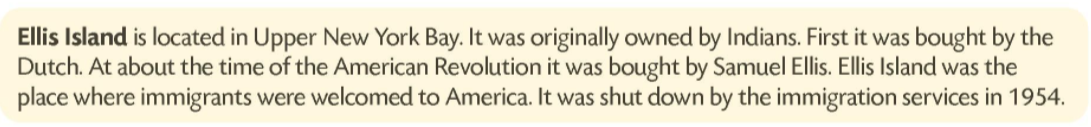 Ellis Island is located in Upper New York Bay. It was originally owned by Indians. First it was bought by the
Dutch. At about the time of the American Revolution it was bought by Samuel Ellis. Ellis Island was the
place where immigrants were welcomed to America. It was shut down by the immigration services in 1954.